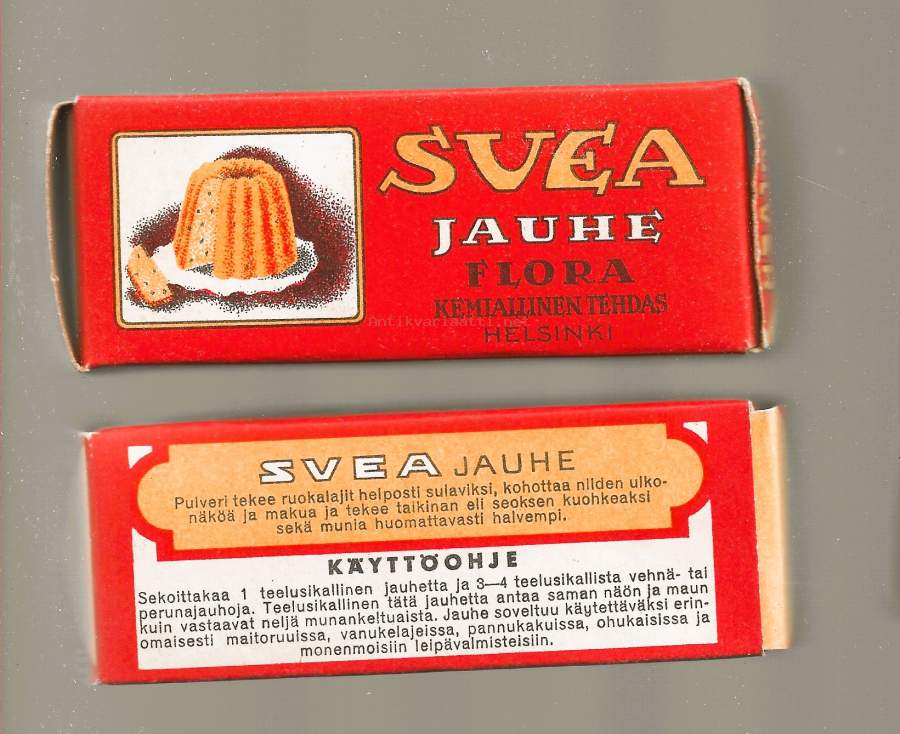 SVEA
JAUHE
FLORA
KEMIALLINEN TEHDAS
HELSINKI
SVEA JAUHE
Pulveri tekee ruokalajit helposti sulaviksi, kohottaa niiden ulko-
näköä ja makua ja tekee taikinan eli seoksen kuohkeaksi
sekä munia huomattavasti halvempi.
KÄYTTÖOHJE
Sekoittakaa 1 teelusikallinen jauhetta ja 3—4 teelusikallista vehnä- tai
perunajauhoja. Teelusikallinen tätä jauhetta antaa saman näön ja maun
kuin vastaavat neljä munankeltuaista. Jauhe soveltuu käytettäväksi erin-
omaisesti maitoruuissa, vanukelajeissa, pannukakuissa, ohukaisissa ja
monenmoisiin leipävalmisteisiin.